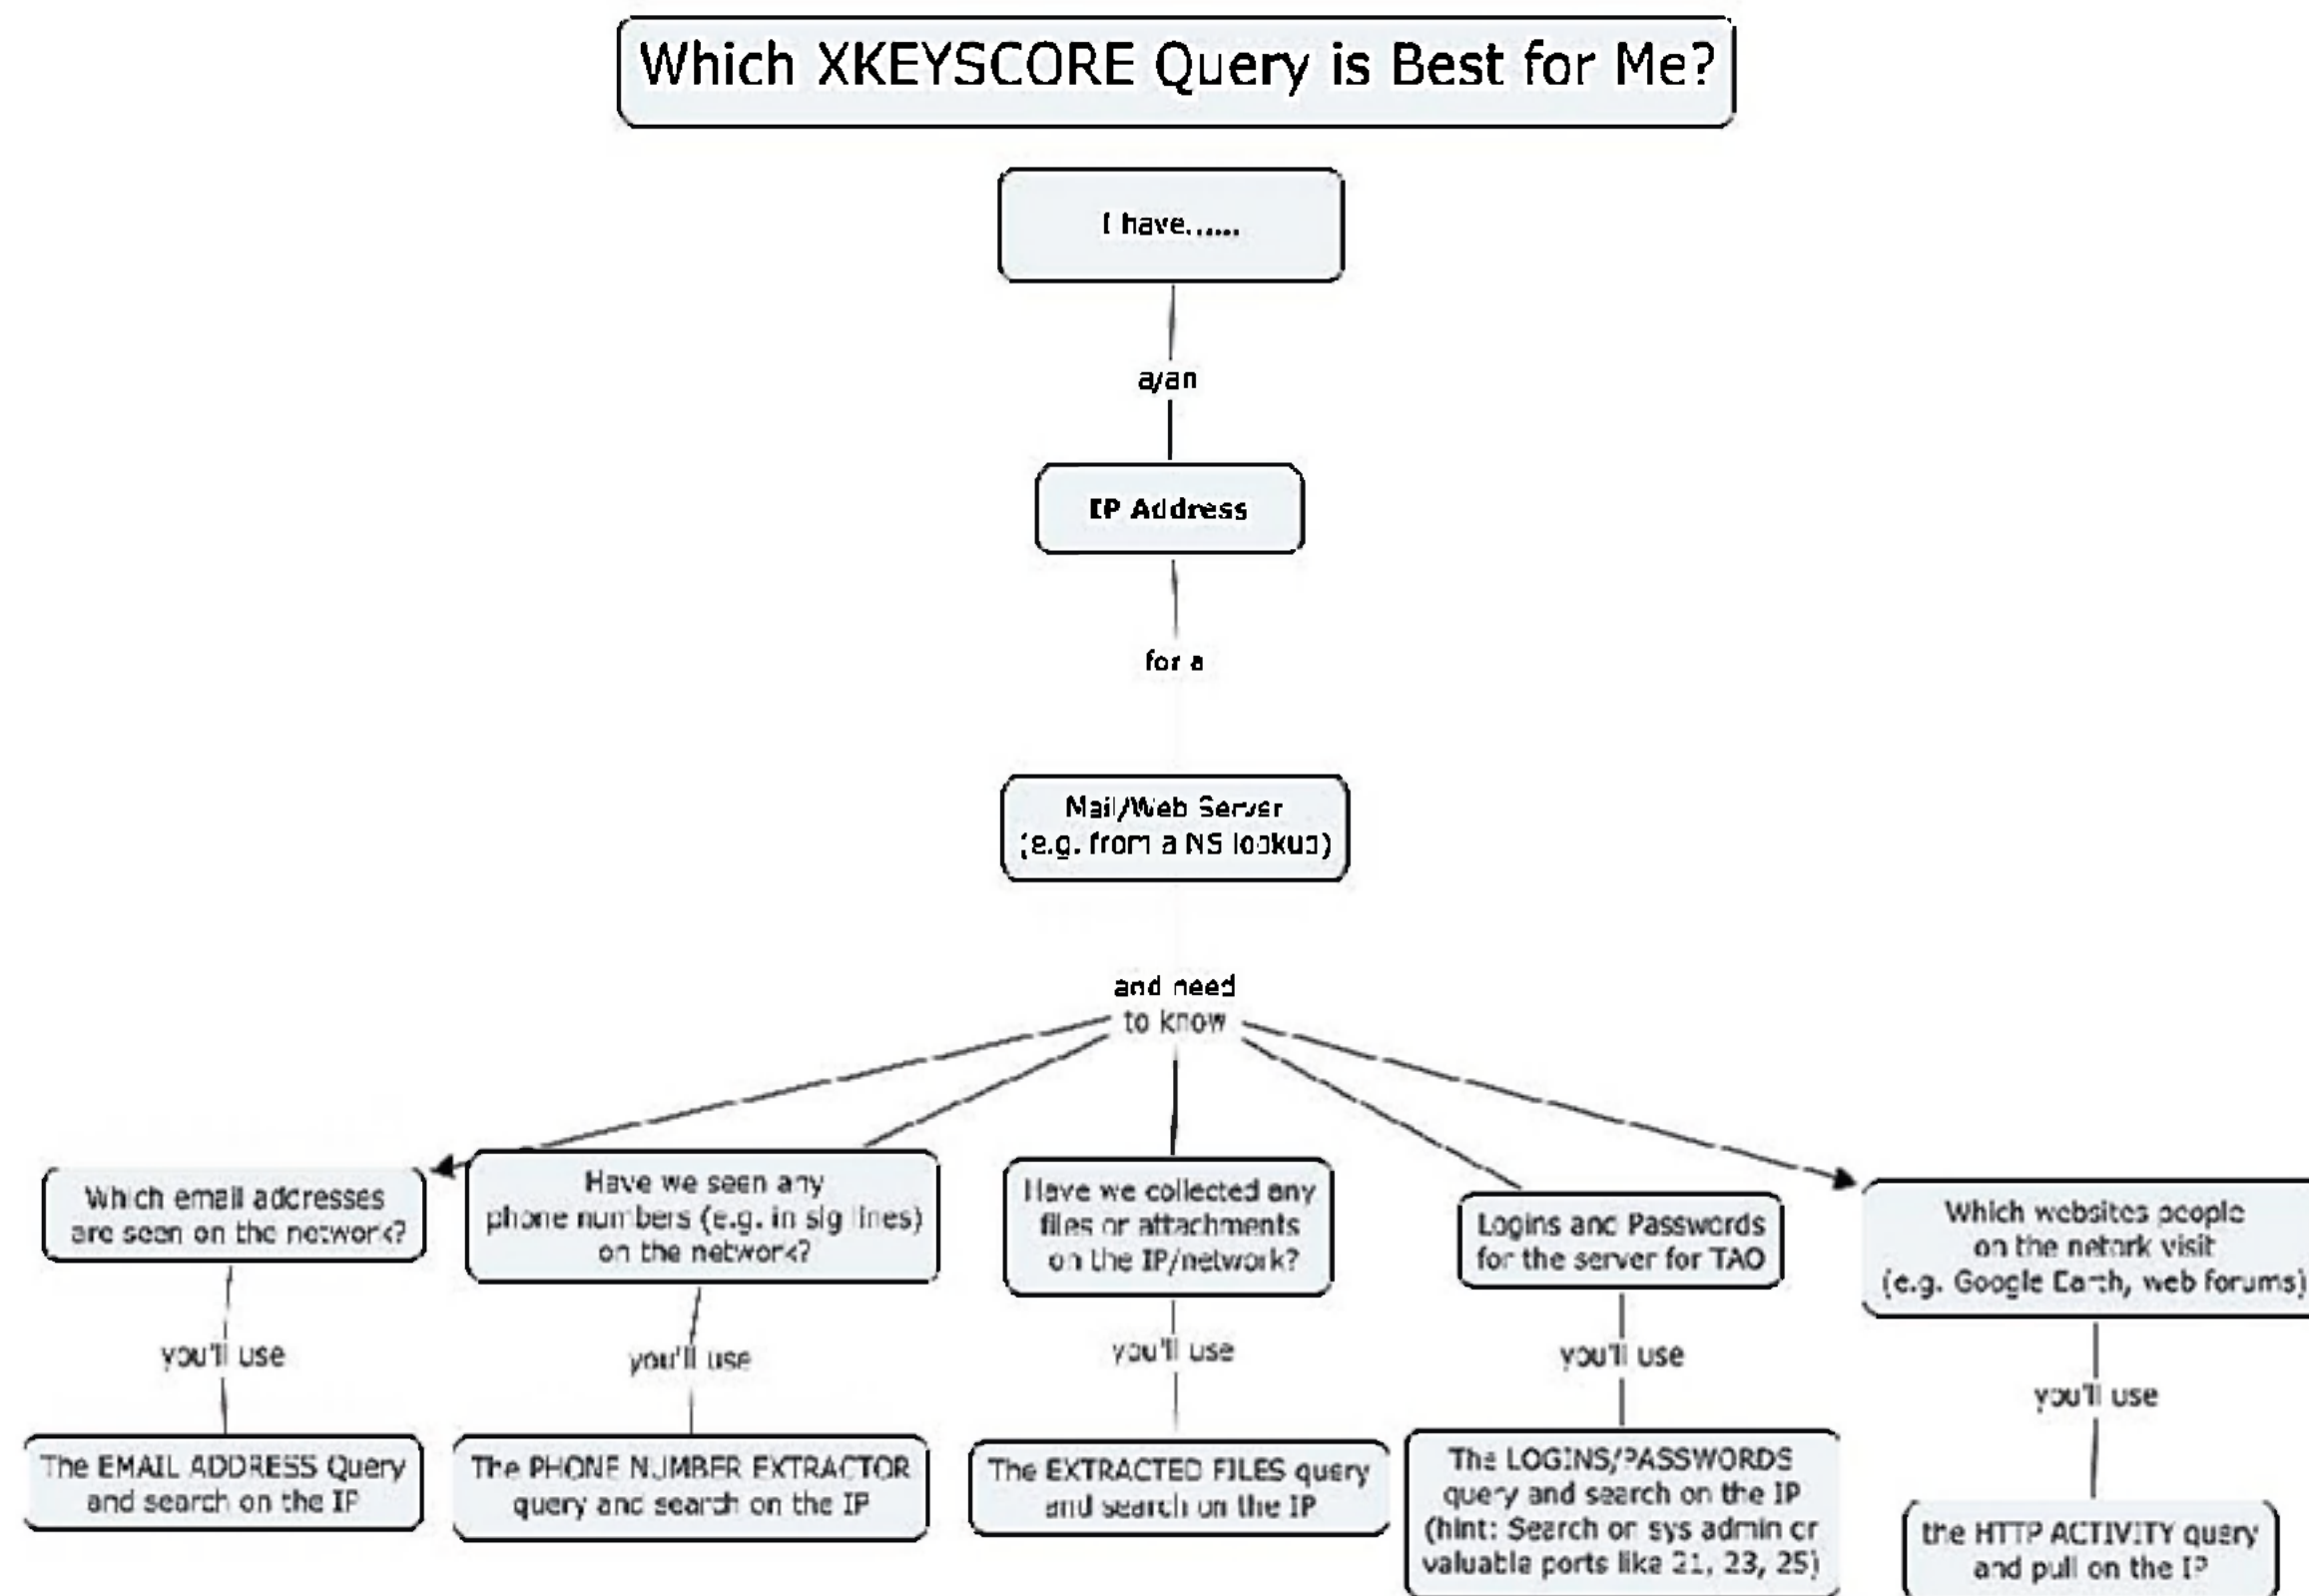 Which XKEYSCORE Query is Best for Me?
I have......
a/an
IP Address
for a
Mail/Web Server
(e.g. from a NS lookup)
and need
to know
Which email addresses
are seen on the network?
Have we seen any
phone numbers (e.g. in sig lines)
on the network?
Have we collected any
files or attachments
on the IP/network?
Logins and Passwords
for the server for TAO
Which websites people
on the network visit
(e.g. Google Earth, web forums)
you'll use
you'll use
you'll use
you'll use
you'll use
The EMAIL ADDRESS Query
and search on the IP
The PHONE NUMBER EXTRACTOR
query and search on the IP
The EXTRACTED FILES query
and search on the IP
The LOGINS/PASSWORDS
query and search on the IP
(hint: Search on sys admin or
valuable ports like 21, 23, 25)
the HTTP ACTIVITY query
and pull on the IP